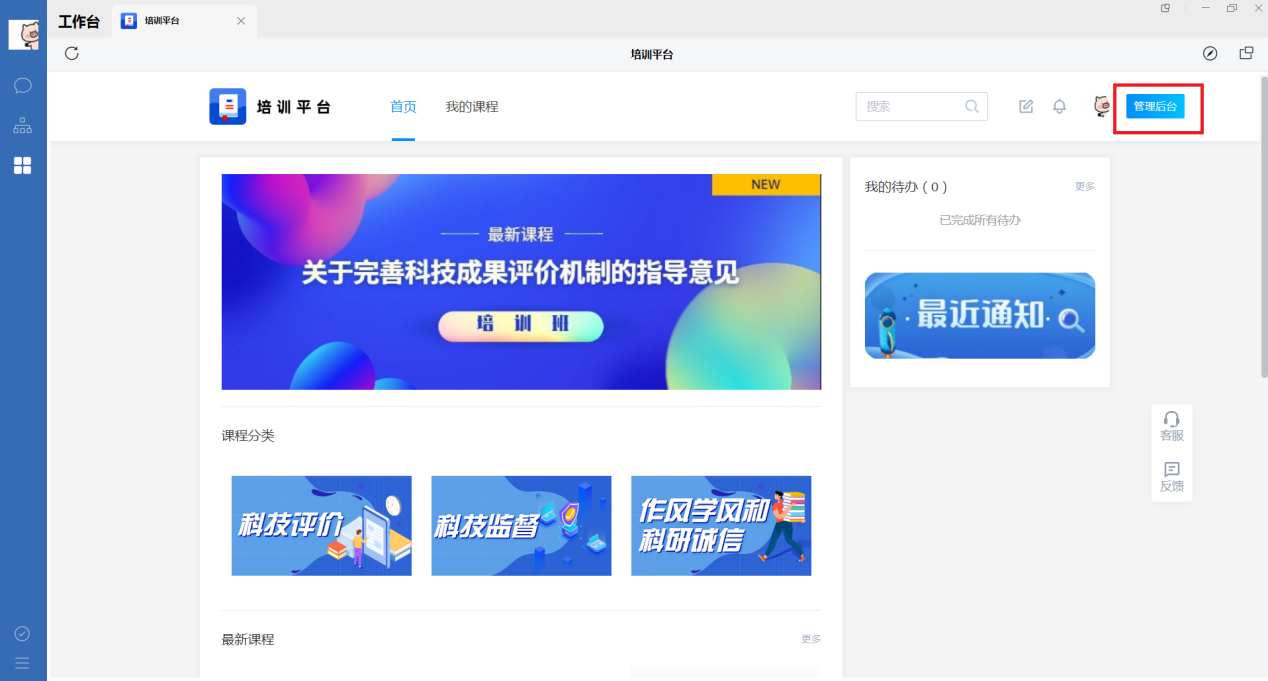 工作台
培训平台
培训平台
培训平台
首页
我的课程
搜索
管理后台
NEW
最新课程
关于完善科技成果评价机制的指导意见
培训班
我的待办（0）
更多
已完成所有待办
·最近通知·
客服
反馈
课程分类
科技评价
科技监督
作风学风和
科研诚信
最新课程
更多